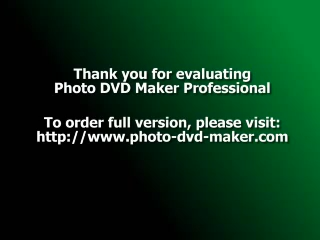 Thank you for evaluating
Photo DVD Maker Professional
To order full version, please visit:
http://www.photo-dvd-maker.com